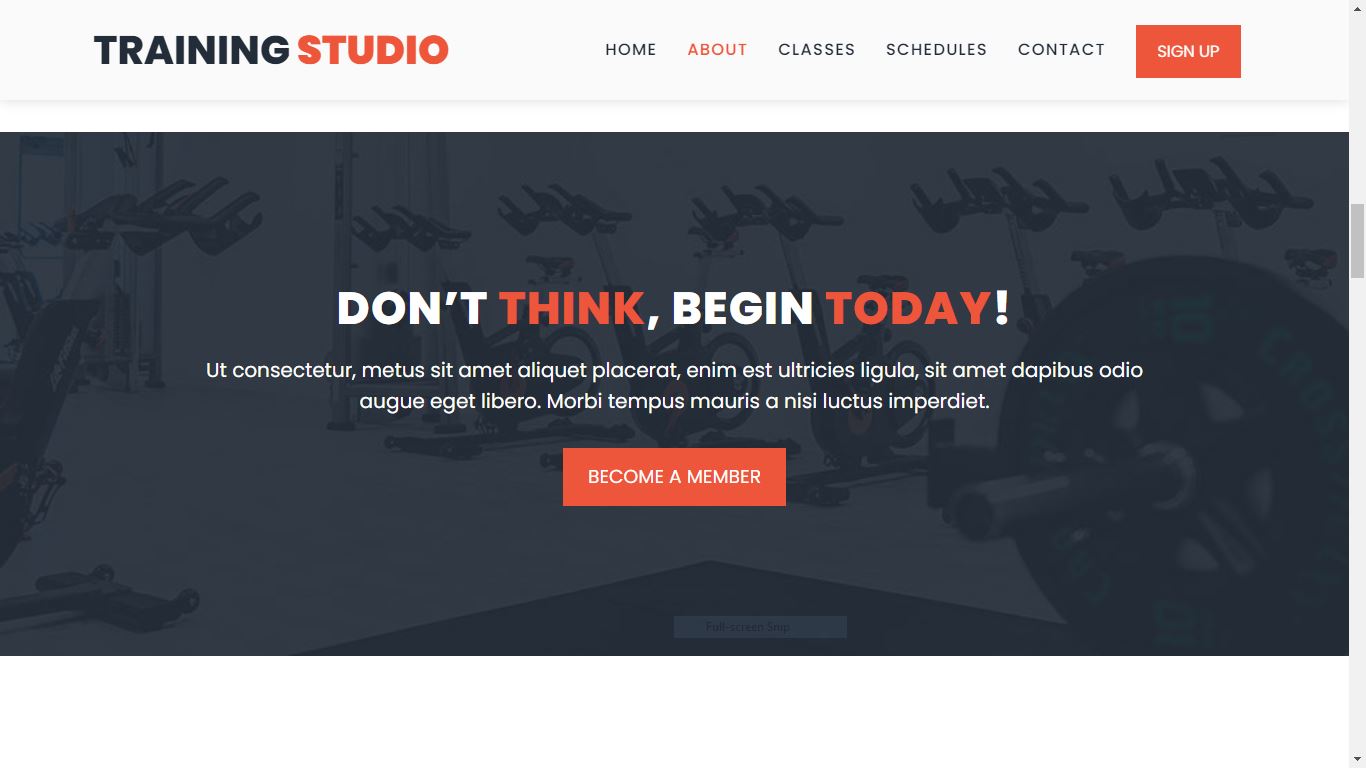 TRAINING STUDIO
HOME ABOUT CLASSES SCHEDULES CONTACT SIGN UP
DON’T THINK, BEGIN TODAY!
Ut consectetur, metus sit amet aliquet placerat, enim est ultricies ligula, sit amet dapibus odio
augue eget libero. Morbi tempus mauris a nisi luctus imperdiet.
BECOME A MEMBER
Full-screen Snip